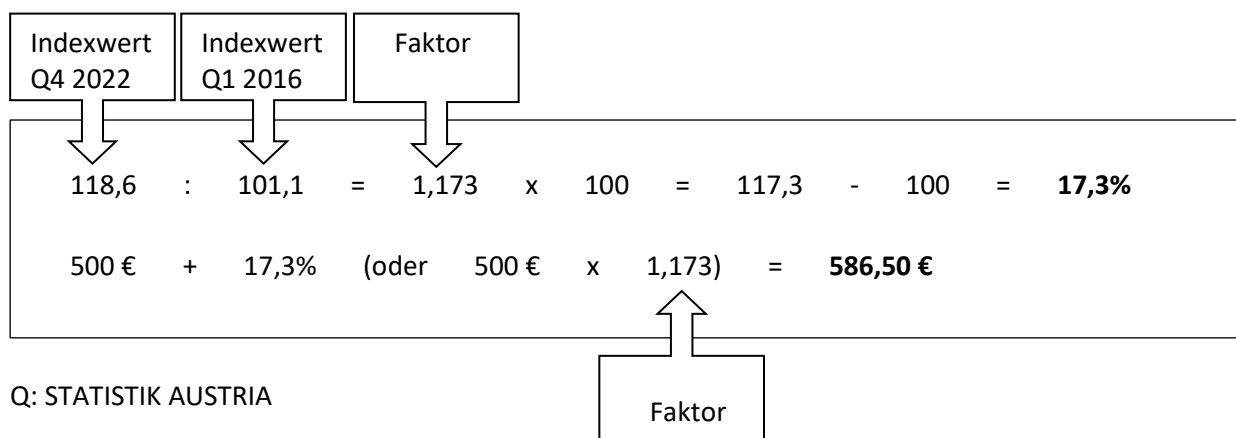 Indexwert
Q4 2022
Indexwert
Q1 2016
Faktor
118,6 : 101,1 = 1,173 x 100 = 117,3 - 100 = 17,3%
500 € + 17,3% (oder 500 € x 1,173) = 586,50 €
Q: STATISTIK AUSTRIA
Faktor